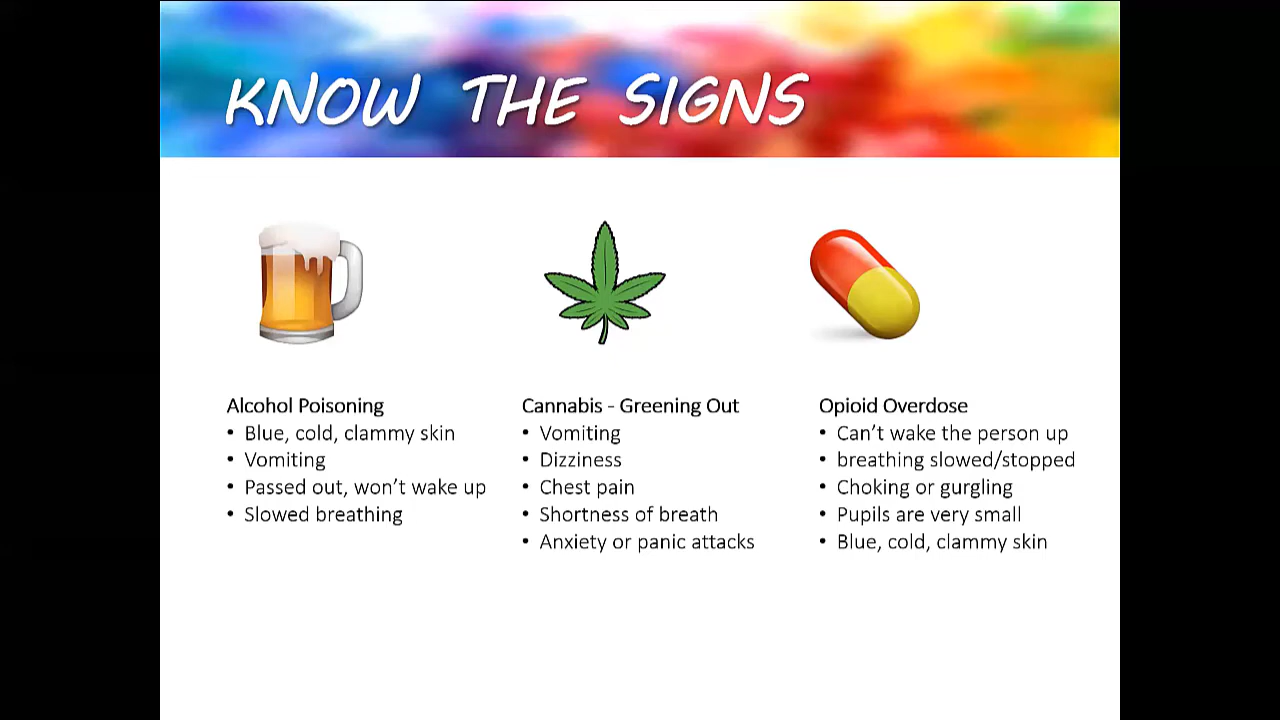 KNOW THE SIGNS
Alcohol Poisoning
• Blue, cold, clammy skin
• Vomiting
• Passed out, won't wake up
• Slowed breathing
Cannabis - Greening Out
• Vomiting
• Dizziness
• Chest pain
• Shortness of breath
• Anxiety or panic attacks
Opioid Overdose
• Can't wake the person up
• breathing slowed/stopped
• Choking or gurgling
• Pupils are very small
• Blue, cold, clammy skin